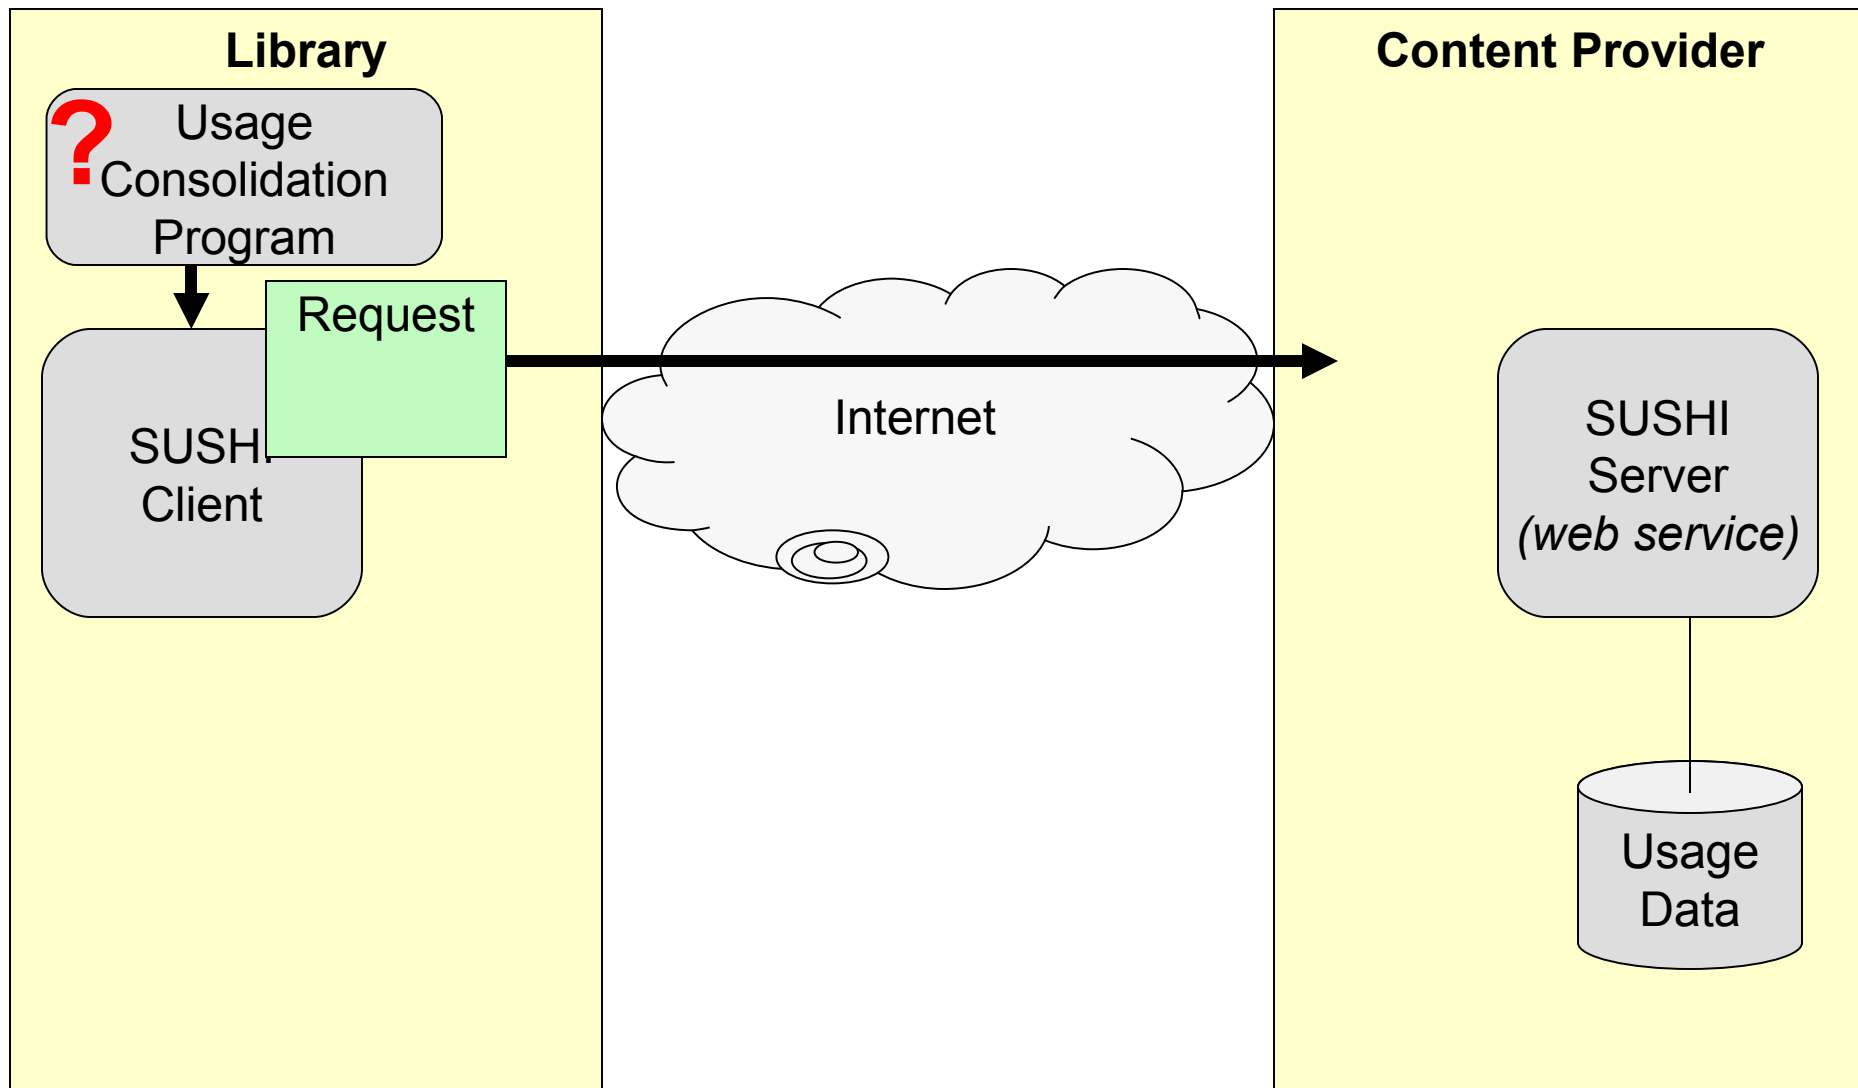 Library
Content Provider
?
Usage
Consolidation
Program
Request
SUSHI
Client
Internet
SUSHI
Server
(web service)
Usage
Data